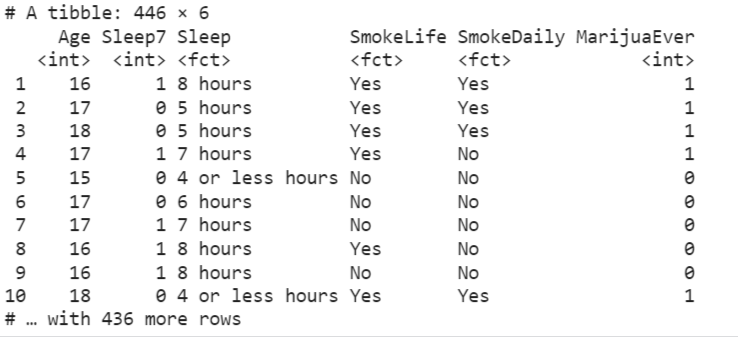 # A tibble: 446 × 6
Age Sleep7 Sleep SmokeLife SmokeDaily MarijuaEver
<int> <int> <fct> <fct> <fct> <int>
1 16 1 8 hours Yes Yes 1
2 17 0 5 hours Yes Yes 1
3 18 0 5 hours Yes Yes 1
4 17 1 7 hours Yes No 1
5 15 0 4 or less hours No No 0
6 17 0 6 hours No No 0
7 17 1 7 hours No No 0
8 16 1 8 hours Yes No 0
9 16 1 8 hours No No 0
10 18 0 4 or less hours Yes Yes 1
# … with 436 more rows